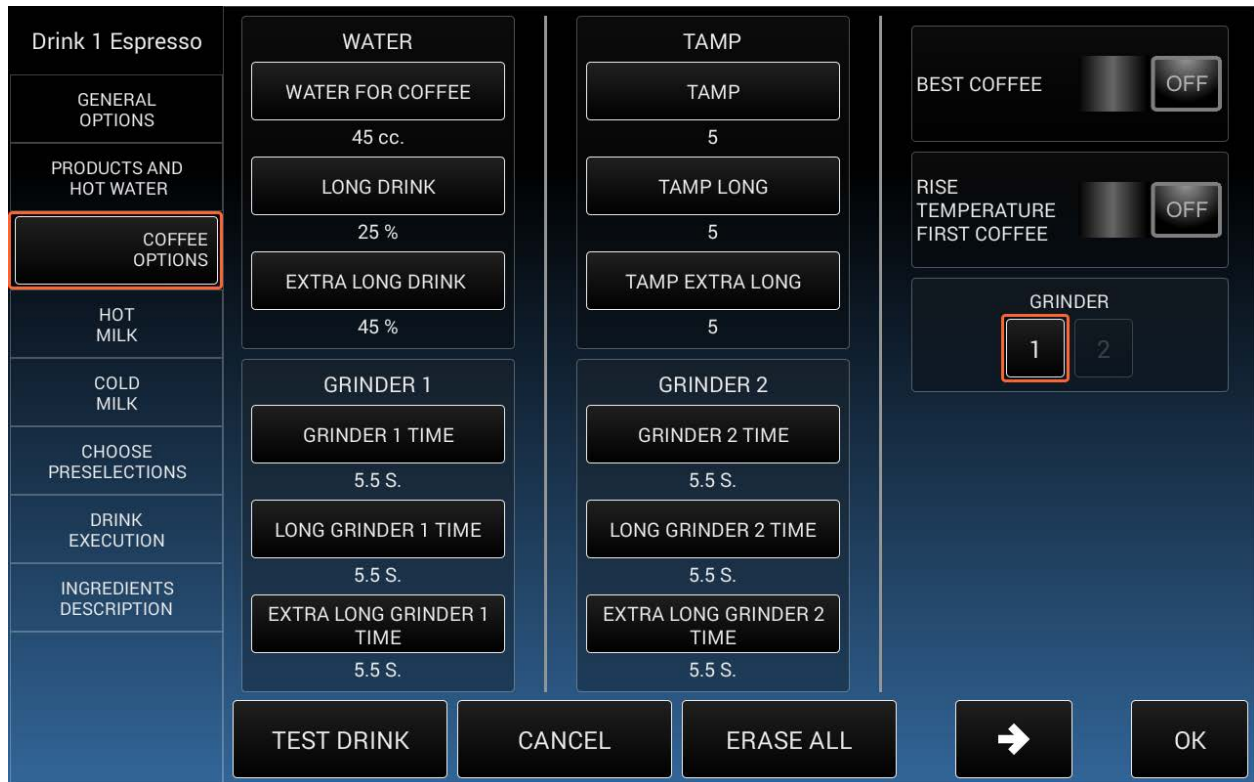 Drink 1 Espresso
GENERAL
OPTIONS
PRODUCTS AND
HOT WATER
COFFEE
OPTIONS
HOT
MILK
COLD
MILK
CHOOSE
PRESELECTIONS
DRINK
EXECUTION
INGREDIENTS
DESCRIPTION
WATER
WATER FOR COFFEE
45 cc.
LONG DRINK
25 %
EXTRA LONG DRINK
45 %
GRINDER 1
GRINDER 1 TIME
5.5 S.
LONG GRINDER 1 TIME
5.5 S.
EXTRA LONG GRINDER 1
TIME
5.5 S.
TAMP
TAMP
5
TAMP LONG
5
TAMP EXTRA LONG
5
GRINDER 2
GRINDER 2 TIME
5.5 S.
LONG GRINDER 2 TIME
5.5 S.
EXTRA LONG GRINDER 2
TIME
5.5 S.
BEST COFFEE
OFF
RISE
TEMPERATURE
FIRST COFFEE
OFF
GRINDER
1 2
TEST DRINK
CANCEL
ERASE ALL
OK